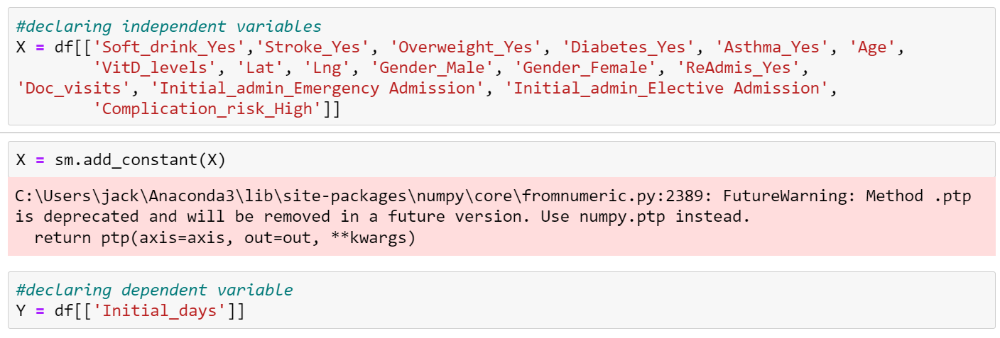 #declaring independent variables
X = df[['Soft_drink_Yes','Stroke_Yes', 'Overweight_Yes', 'Diabetes_Yes', 'Asthma_Yes', 'Age',
        'VitD_levels', 'Lat', 'Lng', 'Gender_Male', 'Gender_Female', 'ReAdmis_Yes',
'Doc_visits', 'Initial_admin_Emergency Admission', 'Initial_admin_Elective Admission',
        'Complication_risk_High']]
X = sm.add_constant(X)
C:\Users\jack\Anaconda3\lib\site-packages\numpy\core\fromnumeric.py:2389: FutureWarning: Method .ptp
is deprecated and will be removed in a future version. Use numpy.ptp instead.
  return ptp(axis=axis, out=out, **kwargs)
#declaring dependent variable
Y = df[['Initial_days']]